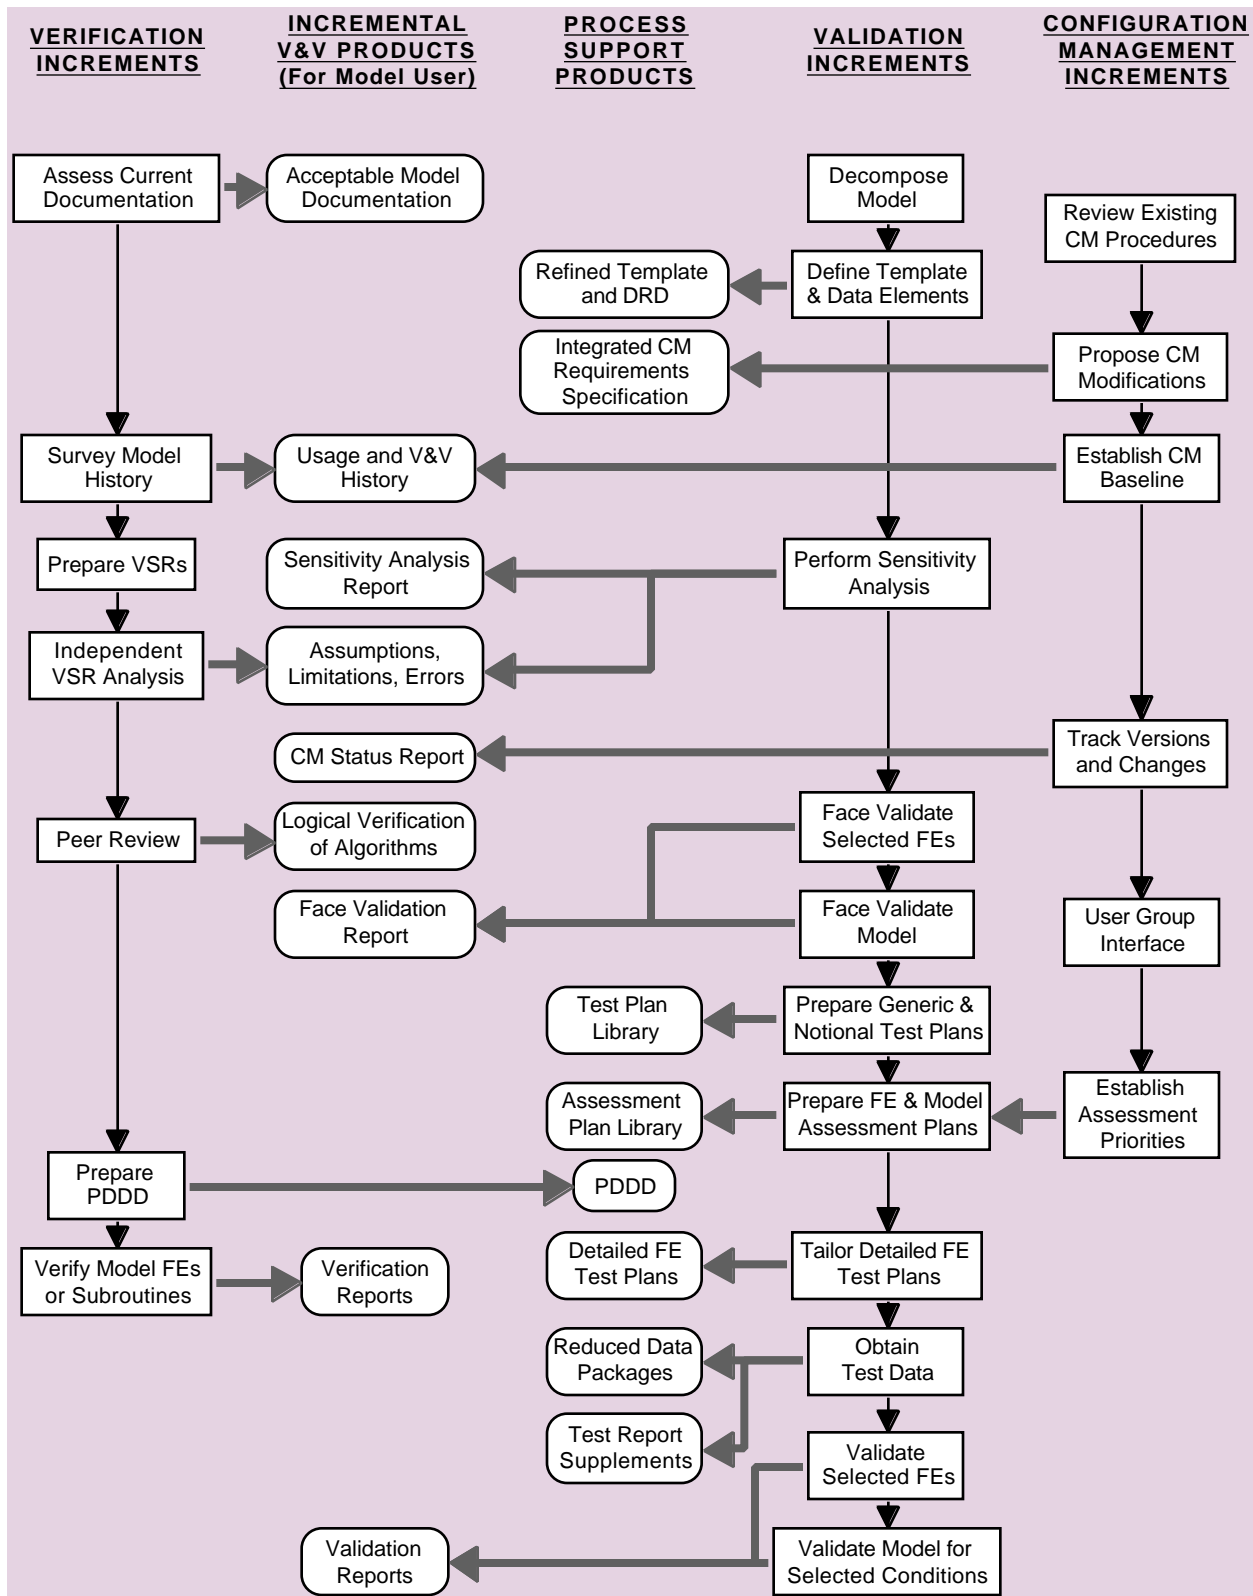 VERIFICATION
INCREMENTS
INCREMENTAL
V&V PRODUCTS
(For Model User)
PROCESS
SUPPORT
PRODUCTS
VALIDATION
INCREMENTS
CONFIGURATION
MANAGEMENT
INCREMENTS
Assess Current
Documentation
Acceptable Model
Documentation
Decompose
Model
Review Existing
CM Procedures
Refined Template
and DRD
Define Template
& Data Elements
Integrated CM
Requirements
Specification
Propose CM
Modifications
Survey Model
History
Usage and V&V
History
Establish CM
Baseline
Prepare VSRs
Sensitivity Analysis
Report
Perform Sensitivity
Analysis
Independent
VSR Analysis
Assumptions,
Limitations, Errors
CM Status Report
Track Versions
and Changes
Peer Review
Logical Verification
of Algorithms
Face Validate
Selected FEs
Face Validation
Report
Face Validate
Model
User Group
Interface
Test Plan
Library
Prepare Generic &
Notional Test Plans
Assessment
Plan Library
Prepare FE & Model
Assessment Plans
Establish
Assessment
Priorities
Prepare
PDDD
PDDD
Verify Model FEs
or Subroutines
Verification
Reports
Detailed FE
Test Plans
Tailor Detailed FE
Test Plans
Reduced Data
Packages
Obtain
Test Data
Test Report
Supplements
Validate
Selected FEs
Validation
Reports
Validate Model for
Selected Conditions